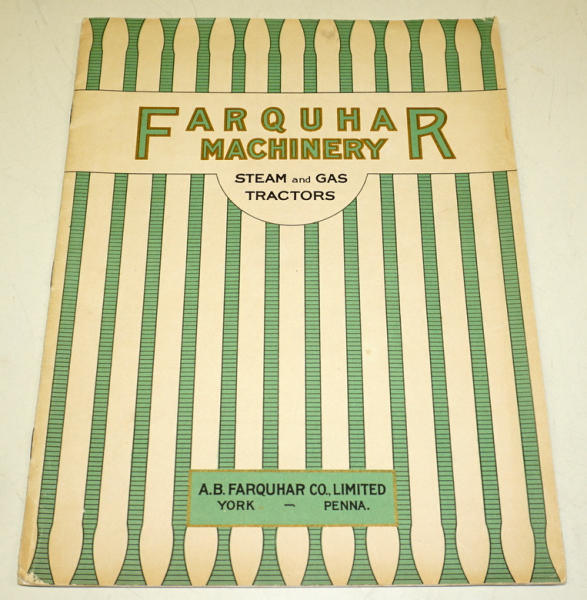 FARQUHAR
MACHINERY
STEAM and GAS
TRACTORS
A.B. FARQUHAR CO., LIMITED
YORK — PENNA.